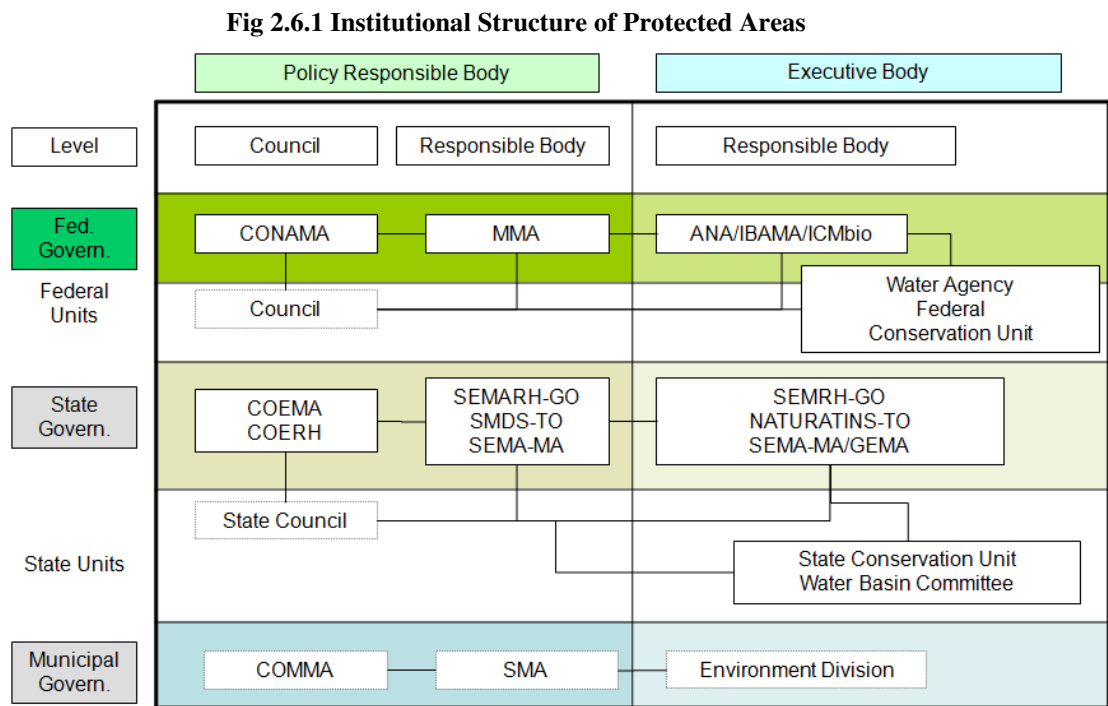 Fig 2.6.1 Institutional Structure of Protected Areas
Policy Responsible Body
Executive Body
Level
Council
Responsible Body
Responsible Body
Fed.
Govern.
CONAMA
MMA
ANA/IBAMA/ICMbio
Federal
Units
Council
Water Agency
Federal
Conservation Unit
State
Govern.
COEMA
COERH
SEMARH-GO
SMDS-TO
SEMA-MA
SEMRH-GO
NATURATINS-TO
SEMA-MA/GEMA
State Council
State Units
State Conservation Unit
Water Basin Committee
Municipal
Govern.
COMMA
SMA
Environment Division